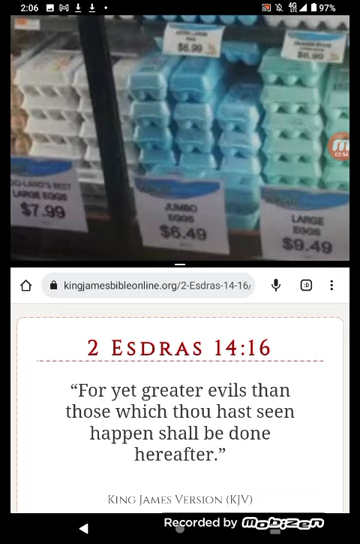 2:06
97%
$6.99
$6.99
EGG-LAND'S BEST
LARGE EGGS
$7.99
JUMBO
EGGS
$6.49
LARGE
EGGS
$9.49
kingjamesbibleonline.org/2-Esdras-14-16/
2 ESDRAS 14:16
“For yet greater evils than
those which thou hast seen
happen shall be done
hereafter.”
KING JAMES VERSION (KJV)
Recorded by mobizen